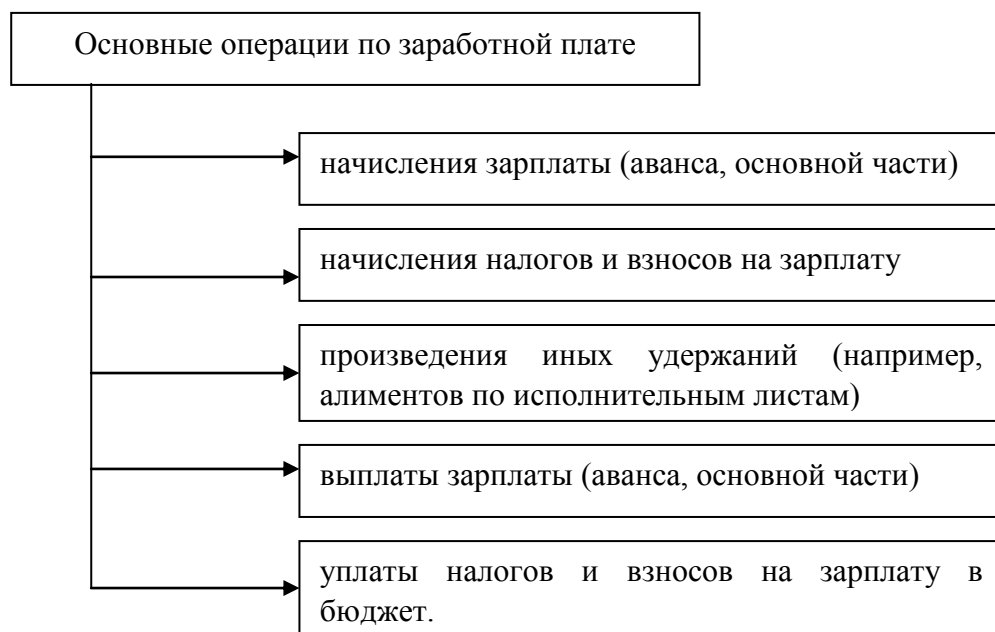 Основные операции по заработной плате
начисления зарплаты (аванса, основной части)
начисления налогов и взносов на зарплату
произведения иных удержаний (например,
алиментов по исполнительным листам)
выплаты зарплаты (аванса, основной части)
уплаты налогов и взносов на зарплату в
бюджет.